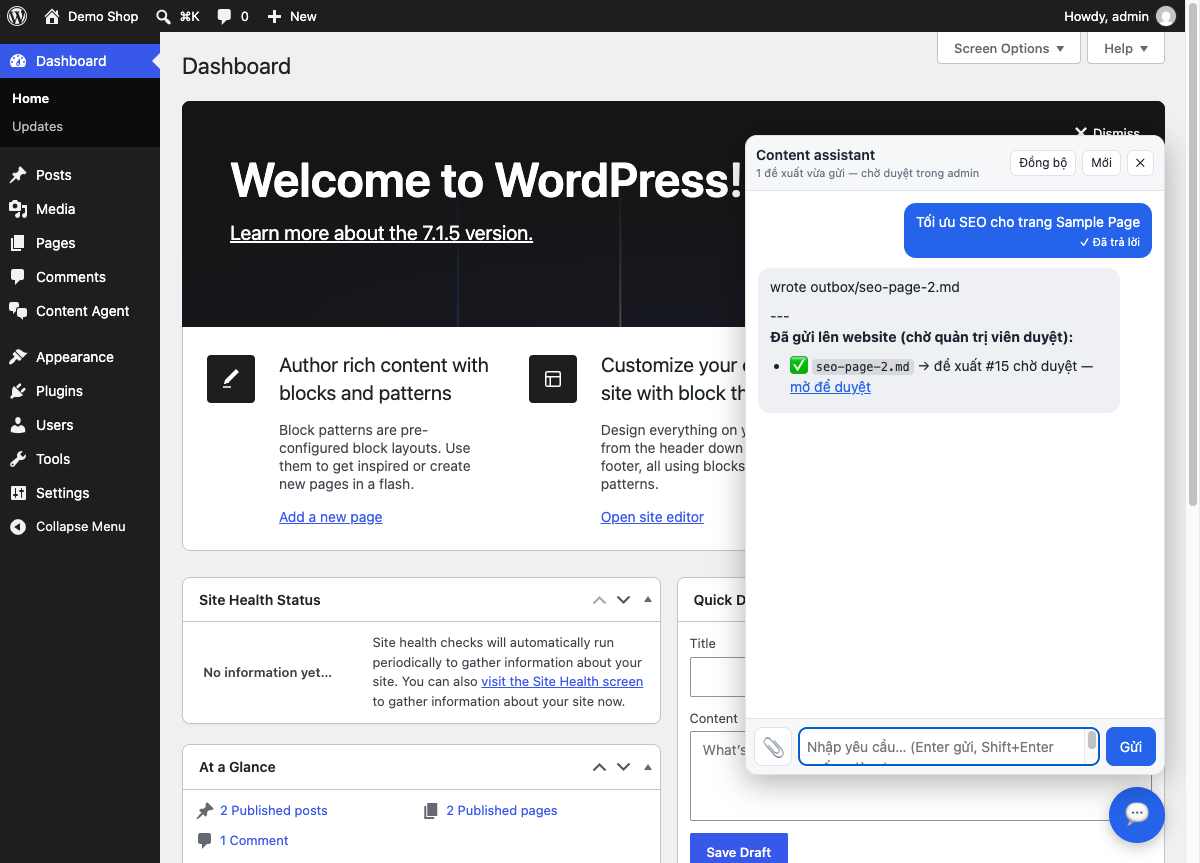 Demo Shop
⌘K
0
New
Howdy, admin
Dashboard
Home
Updates
Posts
Media
Pages
Comments
Content Agent
Appearance
Plugins
Users
Tools
Settings
Collapse Menu
Dashboard
Screen Options
Help
Dismiss
Welcome to WordPress!
Learn more about the 7.1.5 version.
Author rich content with
blocks and patterns
Block patterns are pre-
configured block layouts. Use
them to get inspired or create
new pages in a flash.
Add a new page
Customize your
site with block
Design everything on
from the header down
footer, all using blocks
patterns.
Open site editor
Site Health Status
No information yet...
Site health checks will automatically run
periodically to gather information about your
site. You can also visit the Site Health screen
to gather information about your site now.
At a Glance
2 Published posts
2 Published pages
1 Comment
Quick D
Title
Content
What's
Save Draft
Content assistant
1 đề xuất vừa gửi — chờ duyệt trong admin
Đồng bộ
Mới
Tối ưu SEO cho trang Sample Page
✓ Đã trả lời
wrote outbox/seo-page-2.md
---
Đã gửi lên website (chờ quản trị viên duyệt):
• ✅ seo-page-2.md → đề xuất #15 chờ duyệt —
mở để duyệt
Nhập yêu cầu... (Enter gửi, Shift+Enter
Gửi